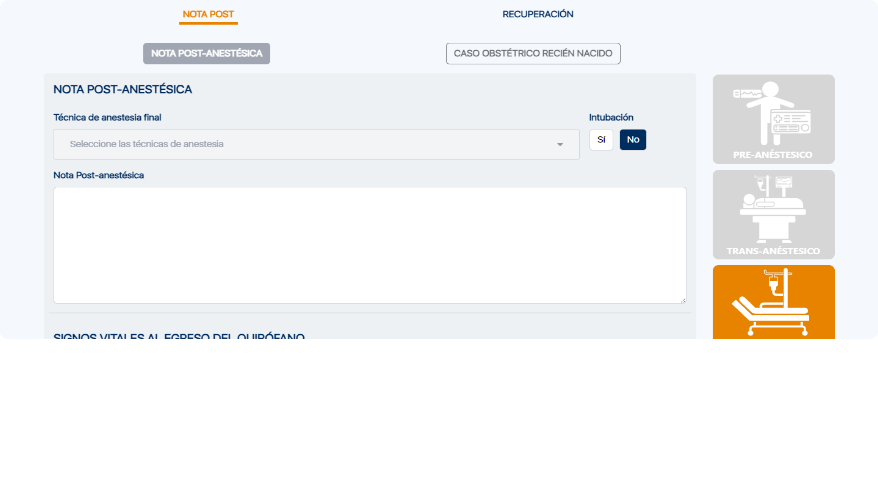 NOTA POST
RECUPERACIÓN
NOTA POST-ANESTÉSICA
CASO OBSTÉTRICO RECIÉN NACIDO
NOTA POST-ANESTÉSICA
Técnica de anestesia final
Intubación
Seleccione las técnicas de anestesia
Sí
No
Nota Post-anestésica
PRE-ANÉSTESICO
TRANS-ANÉSTESICO
SIGNOS VITALES AL EGRESO DEL QUIRÓFANO